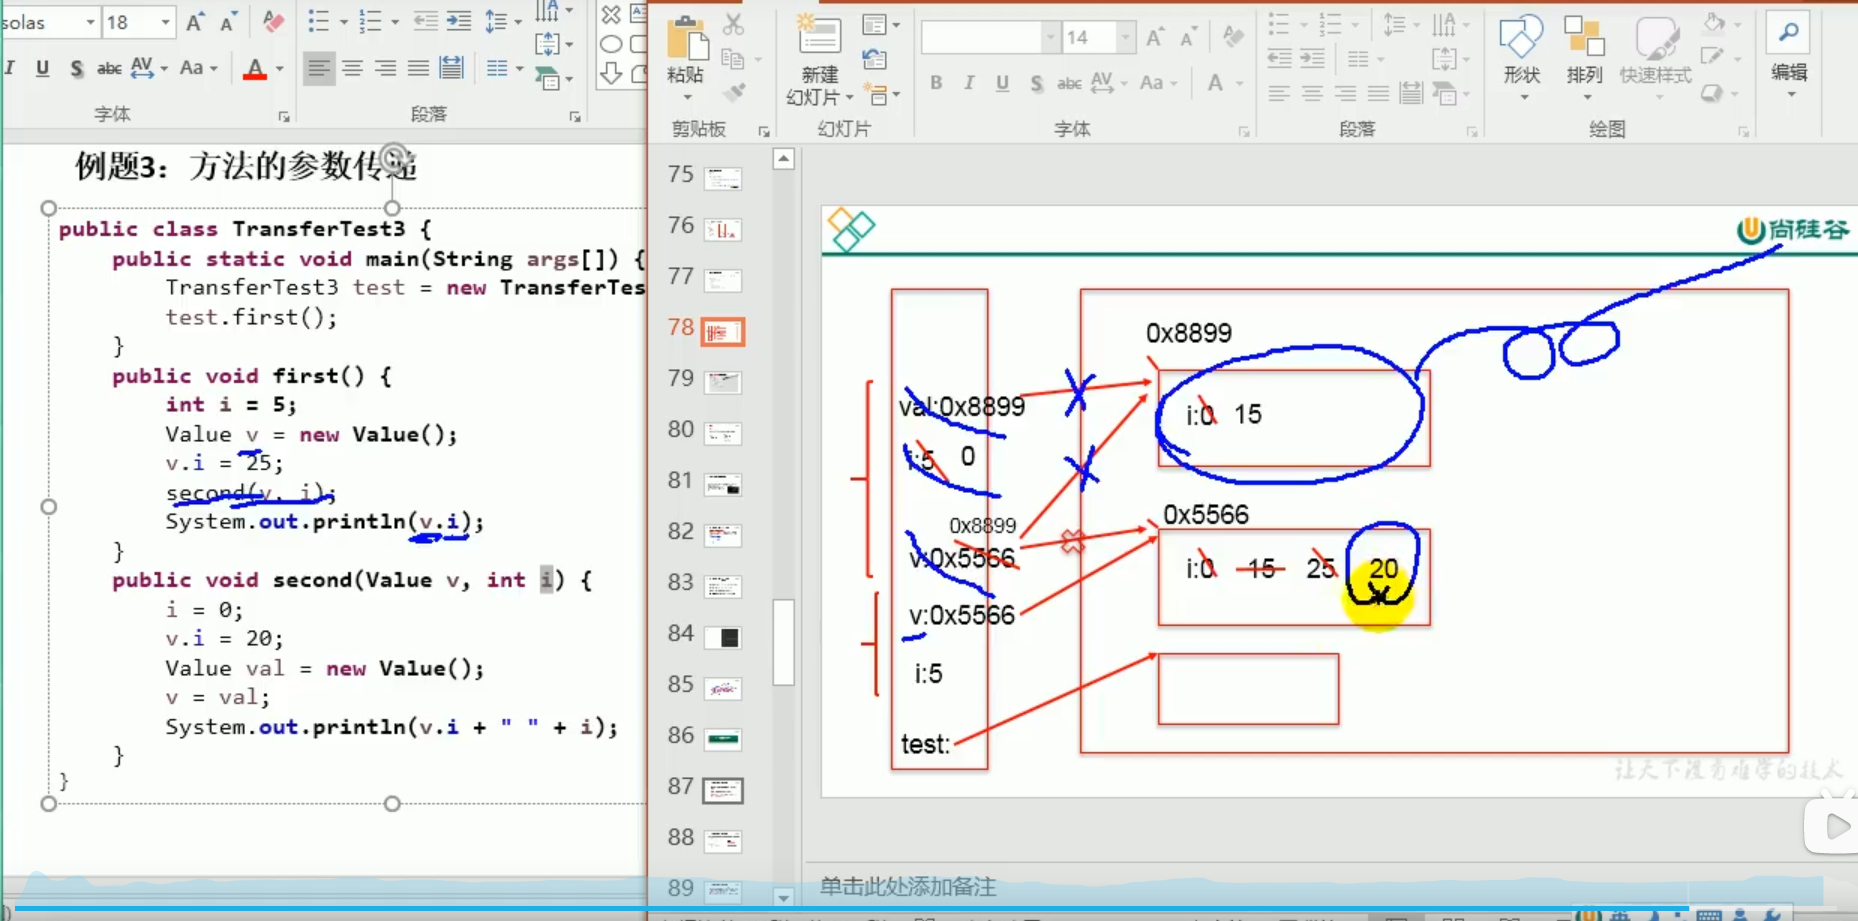 solas 18
字体
段落
例题3：方法的参数传递
public class TransferTest3 {
public static void main(String args[]) {
TransferTest3 test = new TransferTes
test.first();
}
public void first() {
int i = 5;
Value v = new Value();
v.i = 25;
second(v, i);
System.out.println(v.i);
}
public void second(Value v, int i) {
i = 0;
v.i = 20;
Value val = new Value();
v = val;
System.out.println(v.i + " " + i);
}
}
14
粘贴
新建
幻灯片
形状
排列
快速样式
编辑
剪贴板
幻灯片
字体
段落
绘图
75
76
77
78
79
80
81
82
83
84
85
86
87
88
89
尚硅谷
0x8899
val:0x8899
i:0 15
i:5 0
0x8899
v:0x5566
0x5566
i:0 15 25 20
v:0x5566
i:5
test:
让天下没有难学的技术
单击此处添加备注